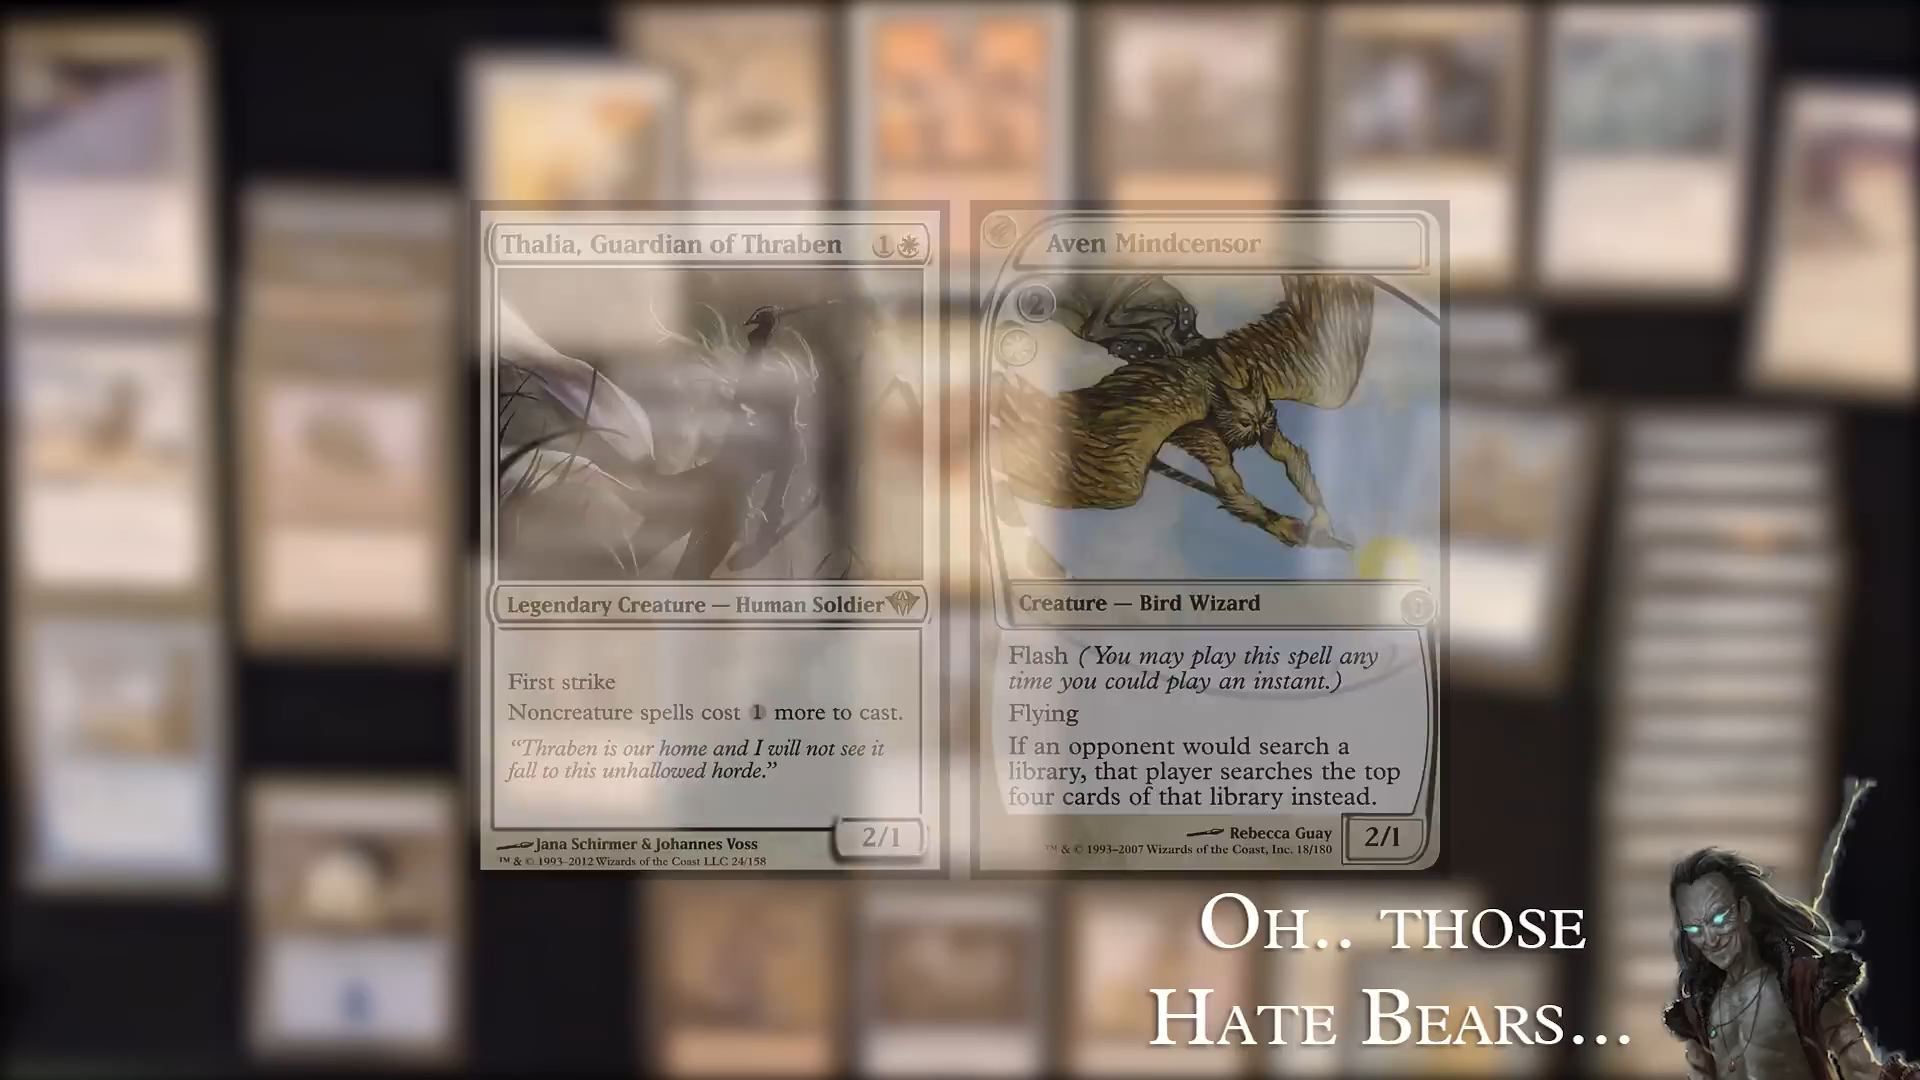 Thalia, Guardian of Thraben 1
Legendary Creature — Human Soldier
First strike
Noncreature spells cost 1 more to cast.
“Thraben is our home and I will not see it
fall to this unhallowed horde.”
Jana Schirmer & Johannes Voss
™ & © 1993–2012 Wizards of the Coast LLC 24/158
2/1
Aven Mindcensor
2
Creature — Bird Wizard
Flash (You may play this spell any
time you could play an instant.)
Flying
If an opponent would search a
library, that player searches the top
four cards of that library instead.
Rebecca Guay
™ & © 1993–2007 Wizards of the Coast, Inc. 18/180
2/1
Oh.. those
Hate Bears...